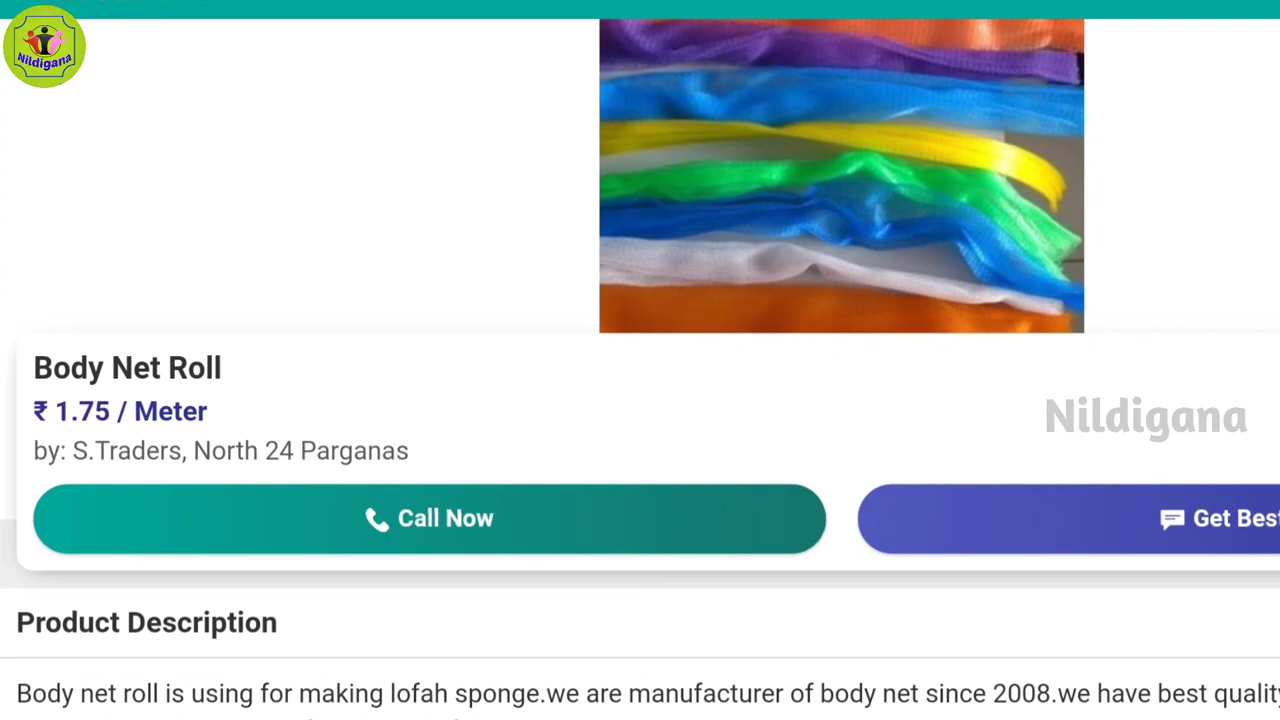 Nildigana
Body Net Roll
₹ 1.75 / Meter
Nildigana
by: S.Traders, North 24 Parganas
Call Now
Get Best
Product Description
Body net roll is using for making lofah sponge.we are manufacturer of body net since 2008.we have best quality